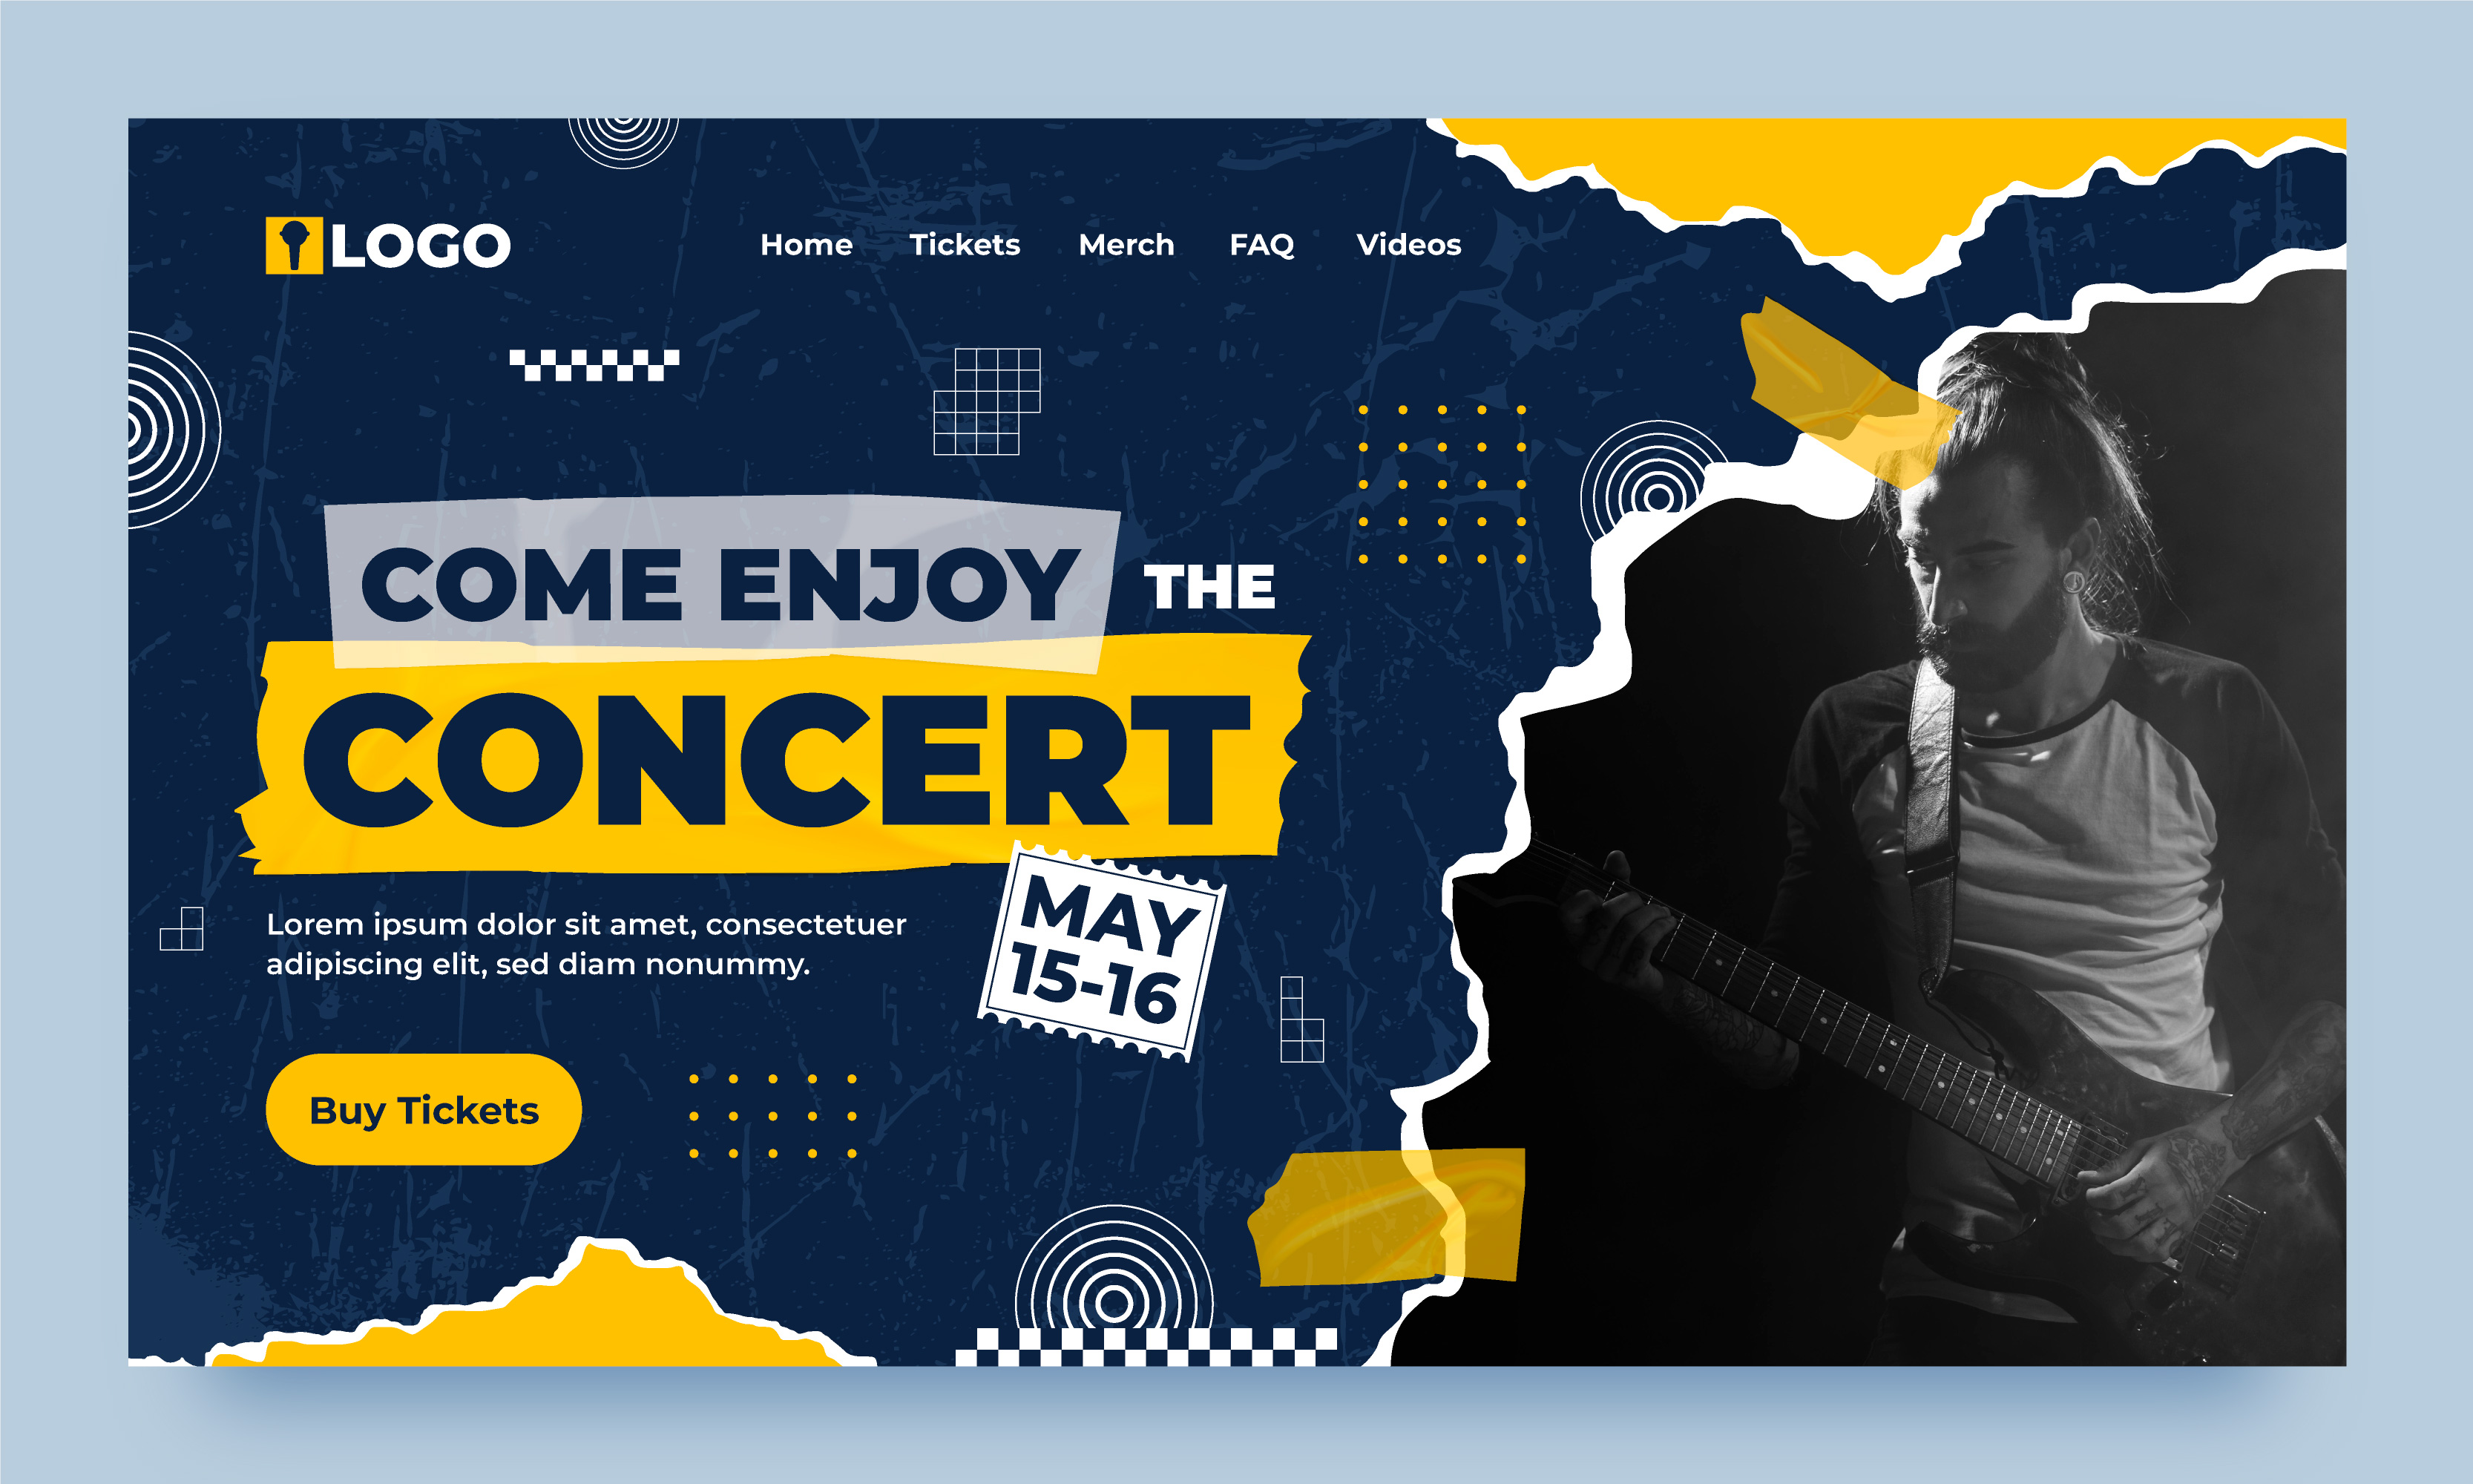 LOGO
Home Tickets Merch FAQ Videos
COME ENJOY THE
CONCERT
MAY
15-16
Lorem ipsum dolor sit amet, consectetuer
adipiscing elit, sed diam nonummy.
Buy Tickets